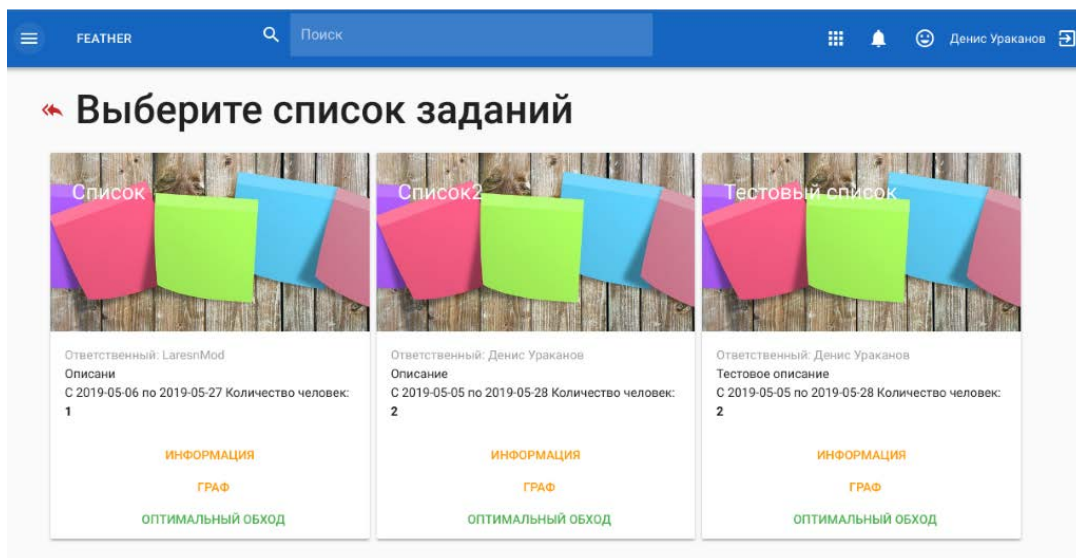 FEATHER
Поиск
Денис Ураканов
Выберите список заданий
Список
Ответственный: LaresnMod
Описани
С 2019-05-06 по 2019-05-27 Количество человек:
1
ИНФОРМАЦИЯ
ГРАФ
ОПТИМАЛЬНЫЙ ОБХОД
Список2
Ответственный: Денис Ураканов
Описание
С 2019-05-05 по 2019-05-28 Количество человек:
2
ИНФОРМАЦИЯ
ГРАФ
ОПТИМАЛЬНЫЙ ОБХОД
Тестовый список
Ответственный: Денис Ураканов
Тестовое описание
С 2019-05-05 по 2019-05-28 Количество человек:
2
ИНФОРМАЦИЯ
ГРАФ
ОПТИМАЛЬНЫЙ ОБХОД